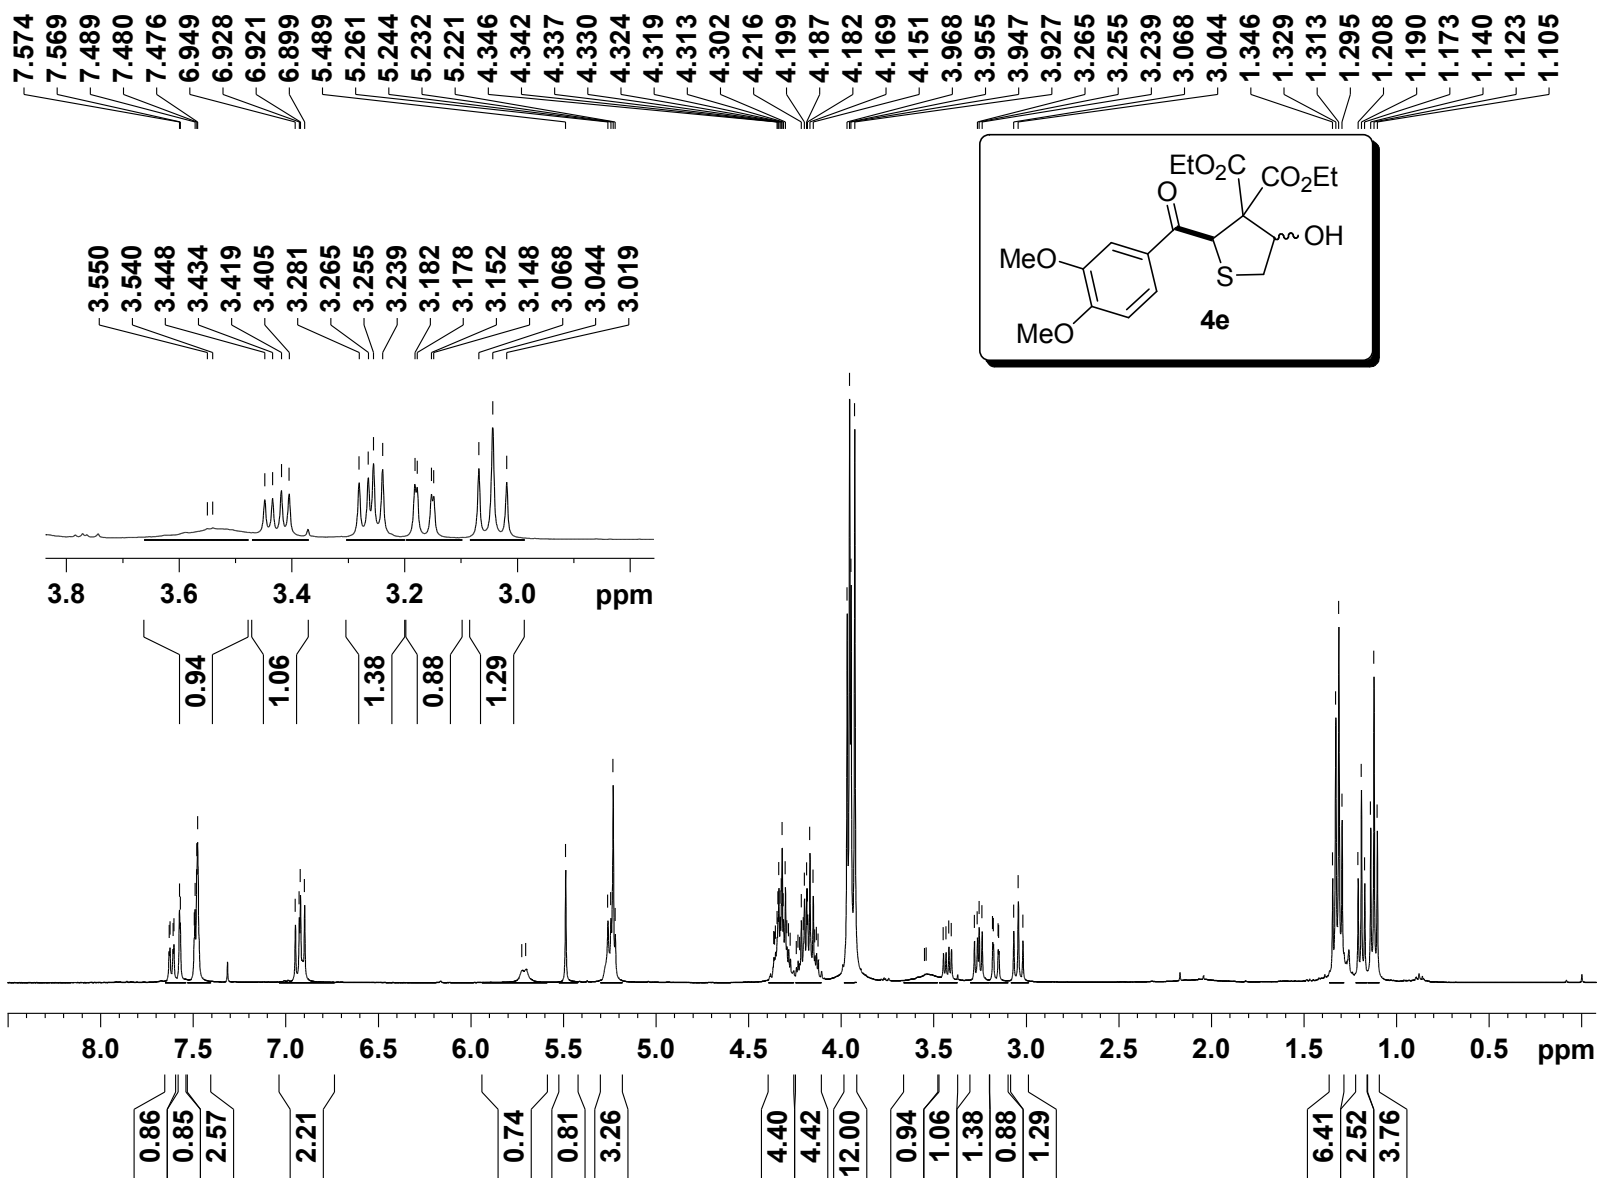 7.574 7.569 7.489 7.480 7.476 6.949 6.928 6.921 6.899 5.489 5.261 5.244 5.232 5.221 4.346 4.342 4.337 4.330 4.324 4.319 4.313 4.302 4.216 4.199 4.187 4.182 4.169 4.151 3.968 3.955 3.947 3.927 3.265 3.255 3.239 3.068 3.044 1.346 1.329 1.313 1.295 1.208 1.190 1.173 1.140 1.123 1.105
EtO2C
CO2Et
O
OH
MeO
S
MeO
4e
3.550 3.540 3.448 3.434 3.419 3.405 3.281 3.265 3.255 3.239 3.182 3.178 3.152 3.148 3.068 3.044 3.019
3.8 3.6 3.4 3.2 3.0 ppm
0.94 1.06 1.38 0.88 1.29
8.0 7.5 7.0 6.5 6.0 5.5 5.0 4.5 4.0 3.5 3.0 2.5 2.0 1.5 1.0 0.5 ppm
0.86 0.85 2.57 2.21 0.74 0.81 3.26 4.40 4.42 12.00 0.94 1.06 1.38 0.88 1.29 6.41 2.52 3.76